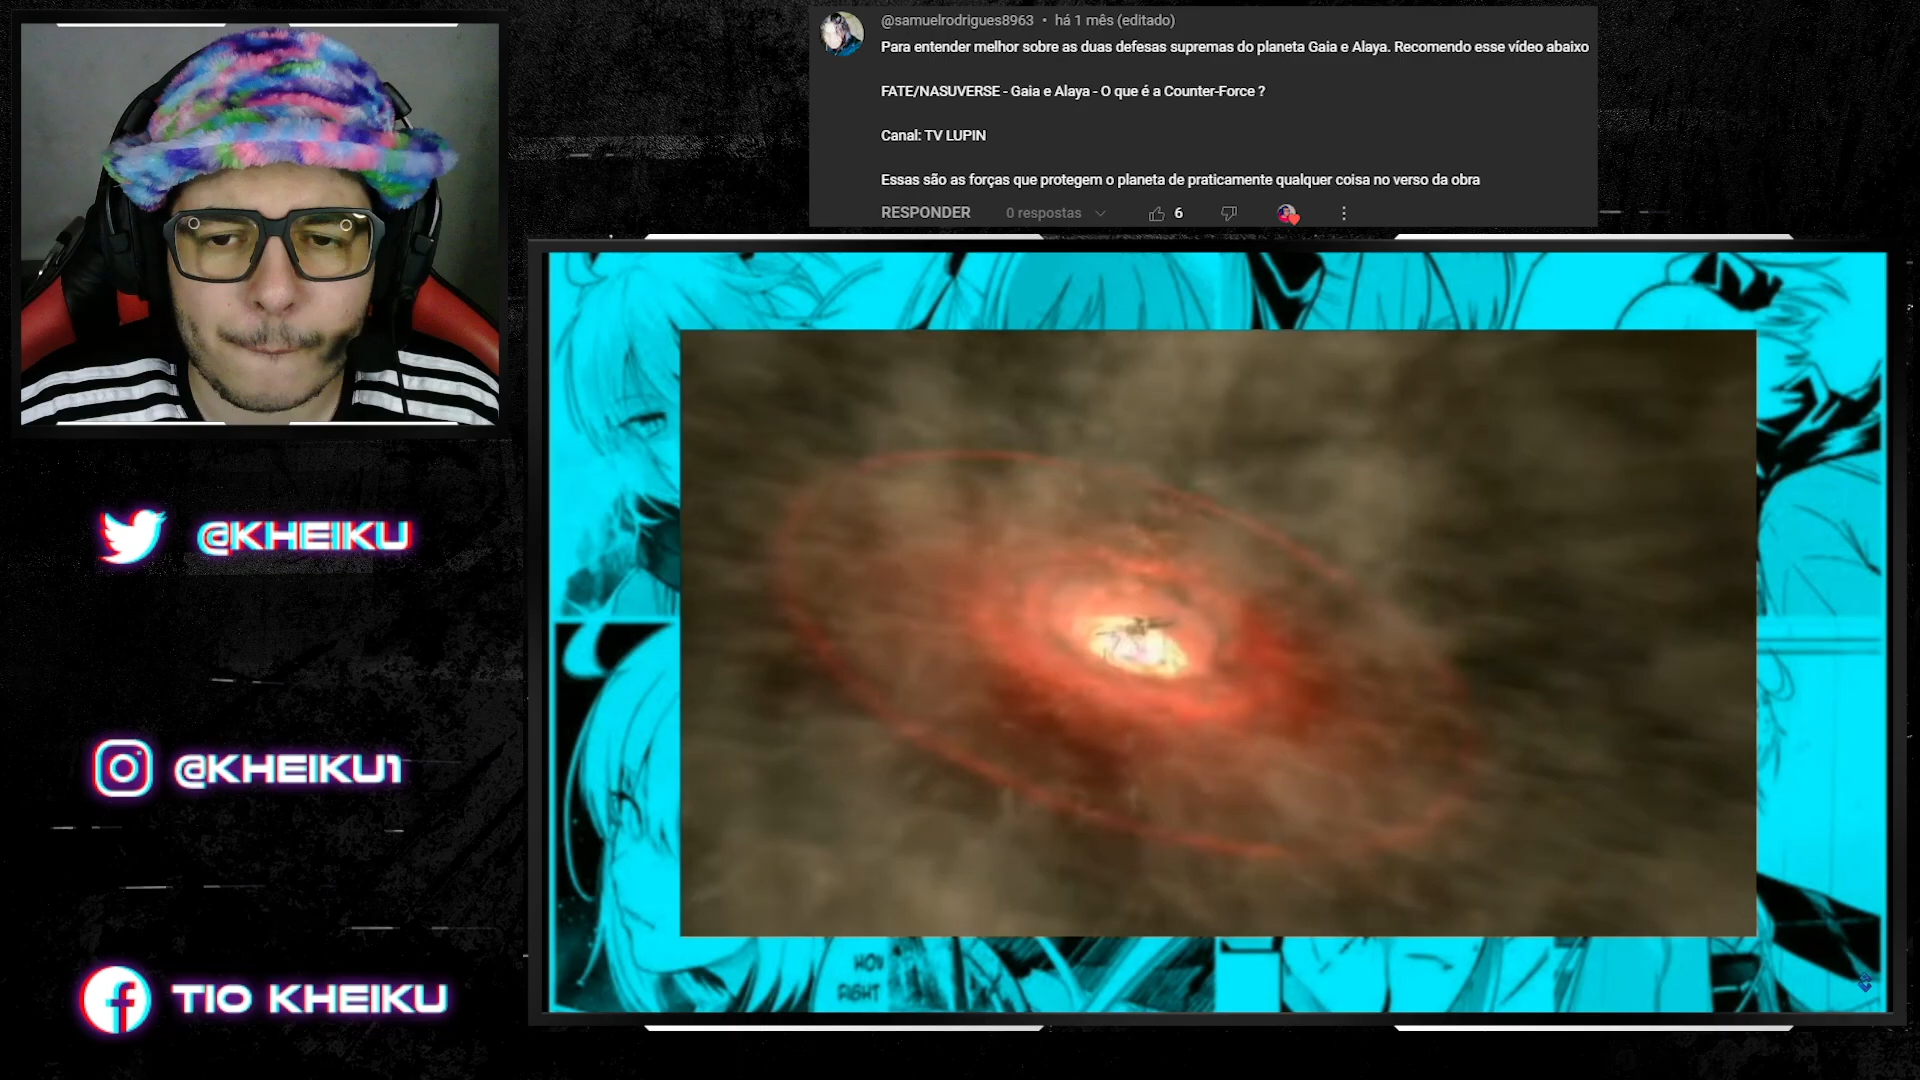 @samuelrodrigues8963 • há 1 mês (editado)
Para entender melhor sobre as duas defesas supremas do planeta Gaia e Alaya. Recomendo esse vídeo abaixo
FATE/NASUVERSE - Gaia e Alaya - O que é a Counter-Force ?
Canal: TV LUPIN
Essas são as forças que protegem o planeta de praticamente qualquer coisa no verso da obra
RESPONDER 0 respostas 6
@KHEIKU
@KHEIKU1
TIO KHEIKU
HOW
FIGHT